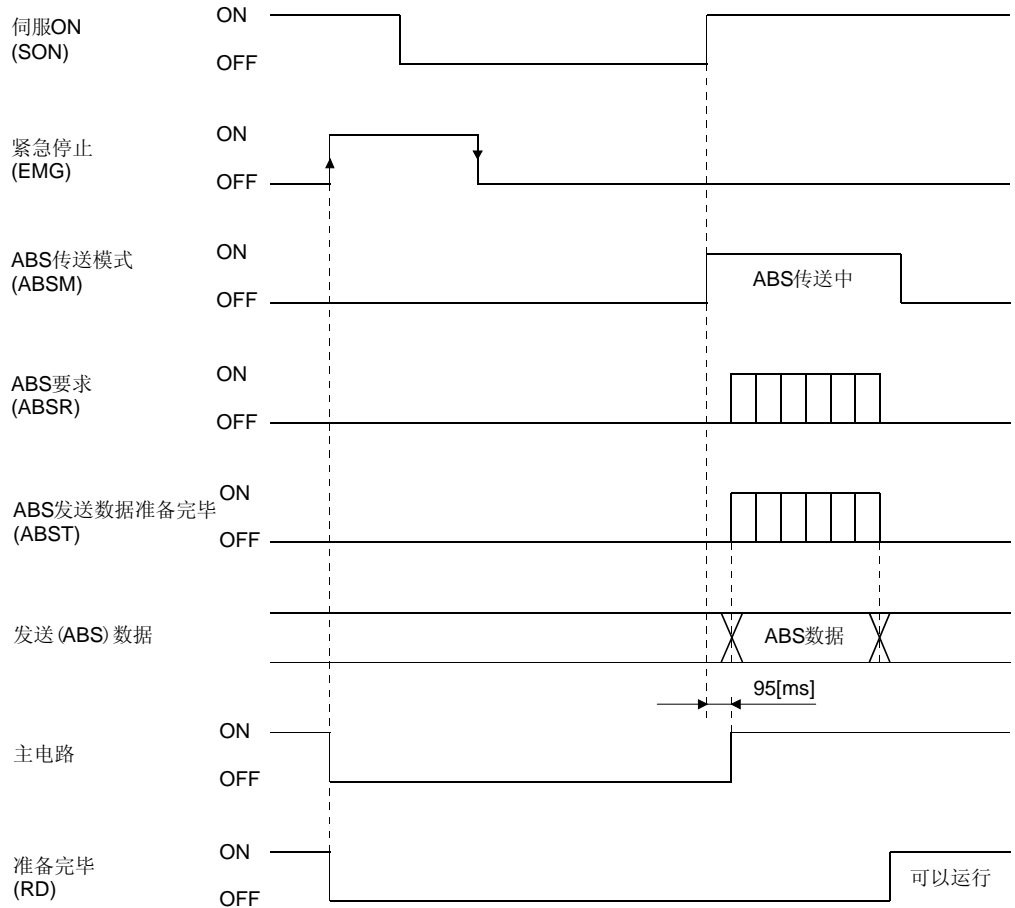 伺服ON
(SON)
ON
OFF
紧急停止
(EMG)
ON
OFF
ABS传送模式
(ABSM)
ON
OFF
ABS传送中
ABS要求
(ABSR)
ON
OFF
ABS发送数据准备完毕
(ABST)
ON
OFF
发送(ABS)数据
ABS数据
95[ms]
主电路
ON
OFF
准备完毕
(RD)
ON
OFF
可以运行